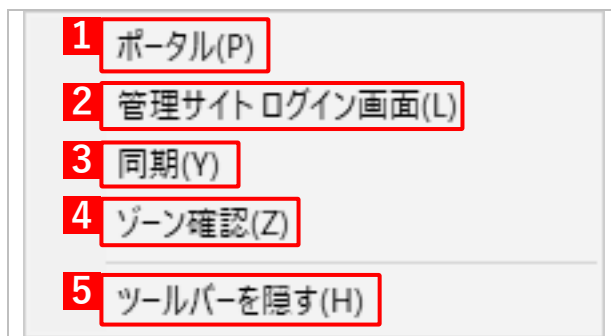 1 ポータル(P)
2 管理サイト ログイン画面(L)
3 同期(Y)
4 ゾーン確認(Z)
5 ツールバーを隠す(H)